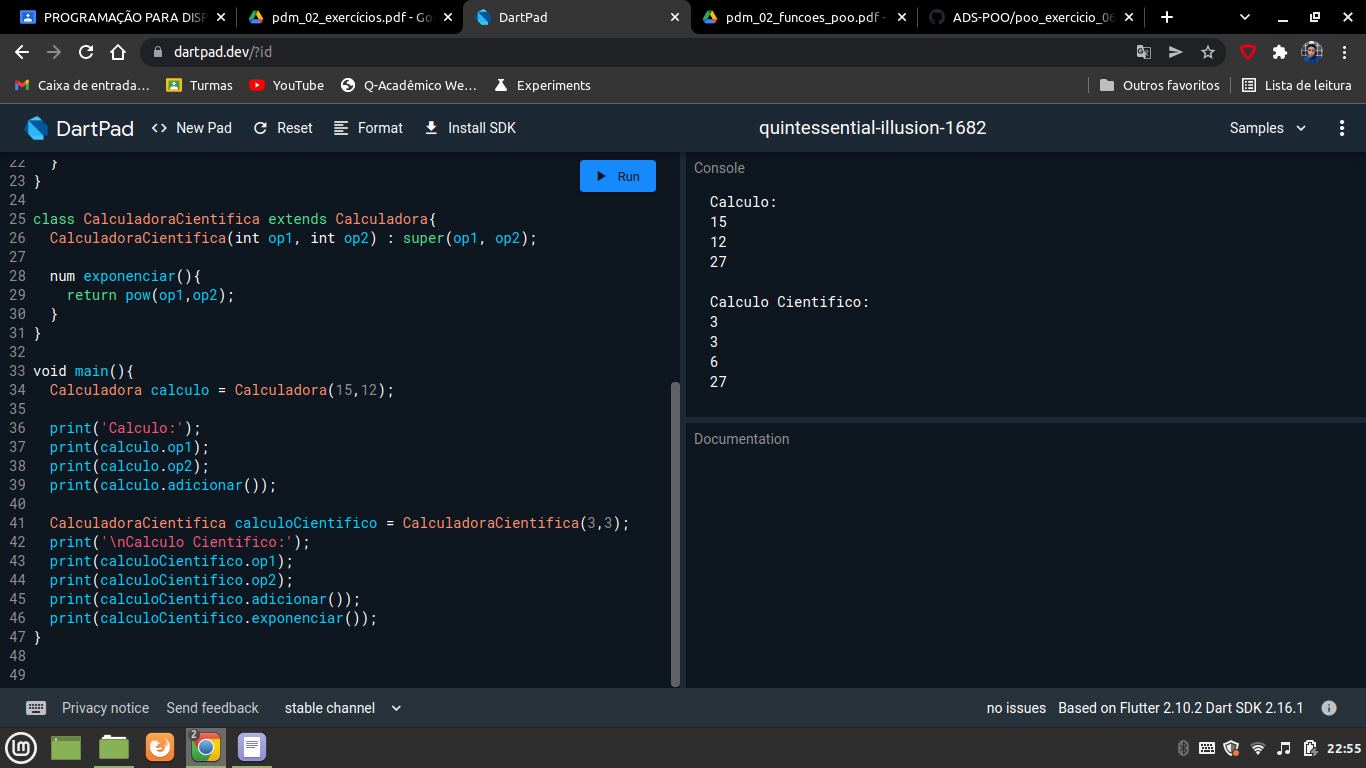 PROGRAMAÇÃO PARA DISP
pdm_02_exercícios.pdf - Go
DartPad
pdm_02_funcoes_poo.pdf -
ADS-POO/poo_exercicio_06
dartpad.dev/?id
Caixa de entrada...
Turmas
YouTube
Q-Acadêmico We...
Experiments
Outros favoritos
Lista de leitura
DartPad
<> New Pad
Reset
Format
Install SDK
quintessential-illusion-1682
Samples
22 }
23 }
24
25 class CalculadoraCientifica extends Calculadora{
26 CalculadoraCientifica(int op1, int op2) : super(op1, op2);
27
28 num exponenciar(){
29 return pow(op1,op2);
30 }
31 }
32
33 void main(){
34 Calculadora calculo = Calculadora(15,12);
35
36 print('Calculo:');
37 print(calculo.op1);
38 print(calculo.op2);
39 print(calculo.adicionar());
40
41 CalculadoraCientifica calculoCientifico = CalculadoraCientifica(3,3);
42 print('\nCalculo Cientifico:');
43 print(calculoCientifico.op1);
44 print(calculoCientifico.op2);
45 print(calculoCientifico.adicionar());
46 print(calculoCientifico.exponenciar());
47 }
48
49
Run
Console
Calculo:
15
12
27
Calculo Cientifico:
3
3
6
27
Documentation
Privacy notice
Send feedback
stable channel
no issues
Based on Flutter 2.10.2 Dart SDK 2.16.1
2
22:55